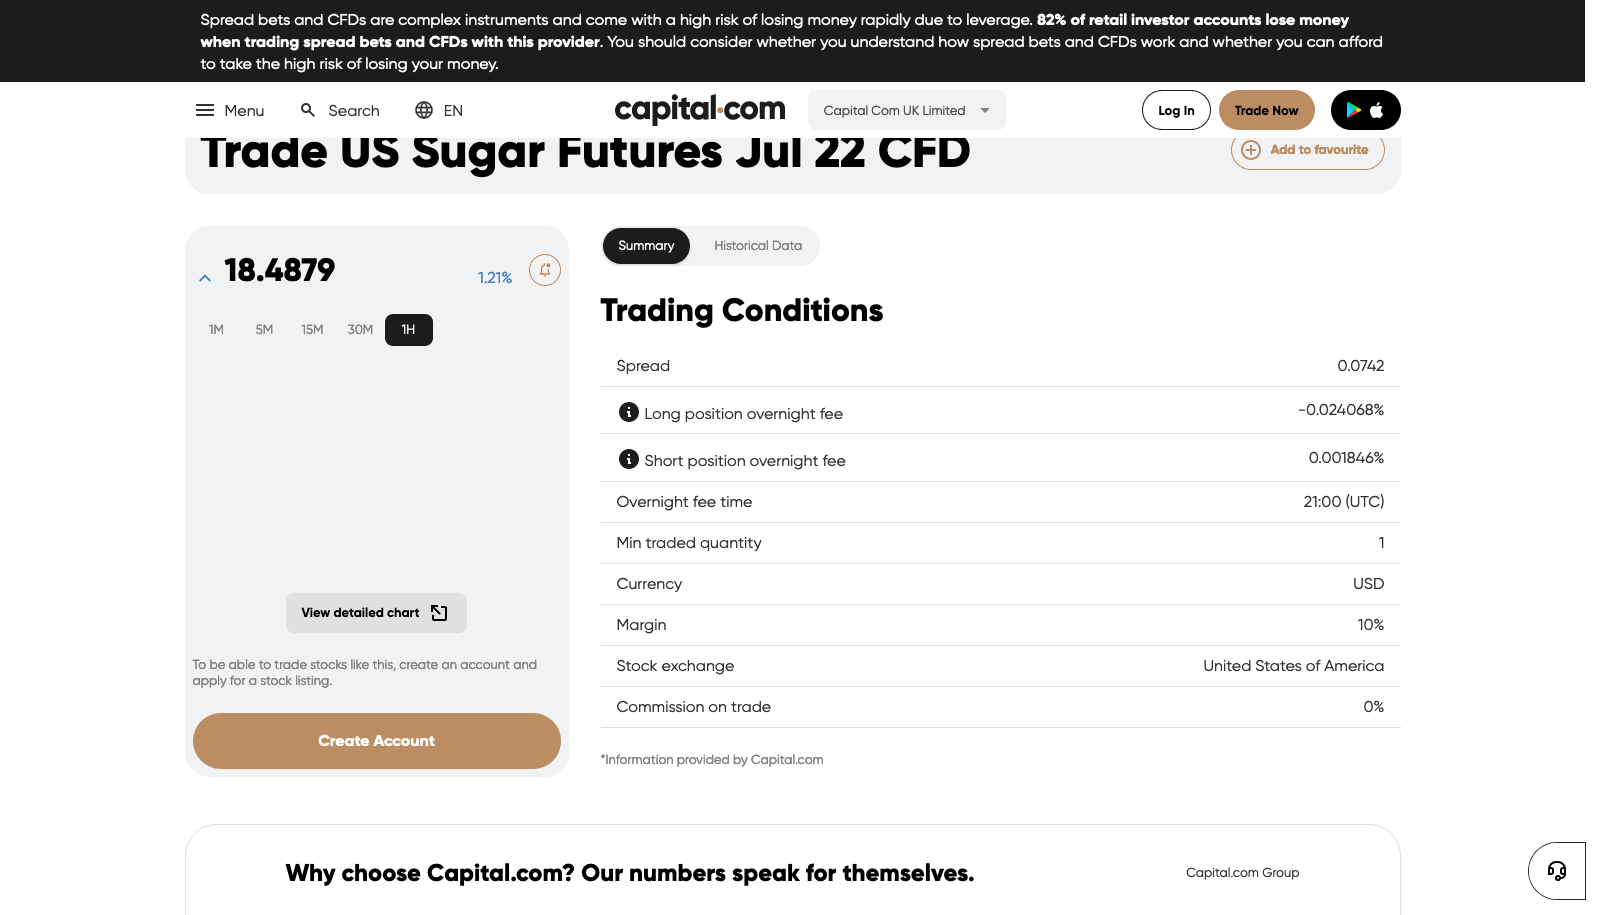 Spread bets and CFDs are complex instruments and come with a high risk of losing money rapidly due to leverage. 82% of retail investor accounts lose money
when trading spread bets and CFDs with this provider. You should consider whether you understand how spread bets and CFDs work and whether you can afford
to take the high risk of losing your money.
Menu
Search
EN
capital.com
Capital Com UK Limited
Log In
Trade Now
Trade US Sugar Futures Jul 22 CFD
Add to favourite
18.4879
1.21%
1M
5M
15M
30M
1H
View detailed chart
To be able to trade stocks like this, create an account and
apply for a stock listing.
Create Account
Summary
Historical Data
Trading Conditions
Spread 0.0742
Long position overnight fee -0.024068%
Short position overnight fee 0.001846%
Overnight fee time 21:00 (UTC)
Min traded quantity 1
Currency USD
Margin 10%
Stock exchange United States of America
Commission on trade 0%
*Information provided by Capital.com
Why choose Capital.com? Our numbers speak for themselves.
Capital.com Group